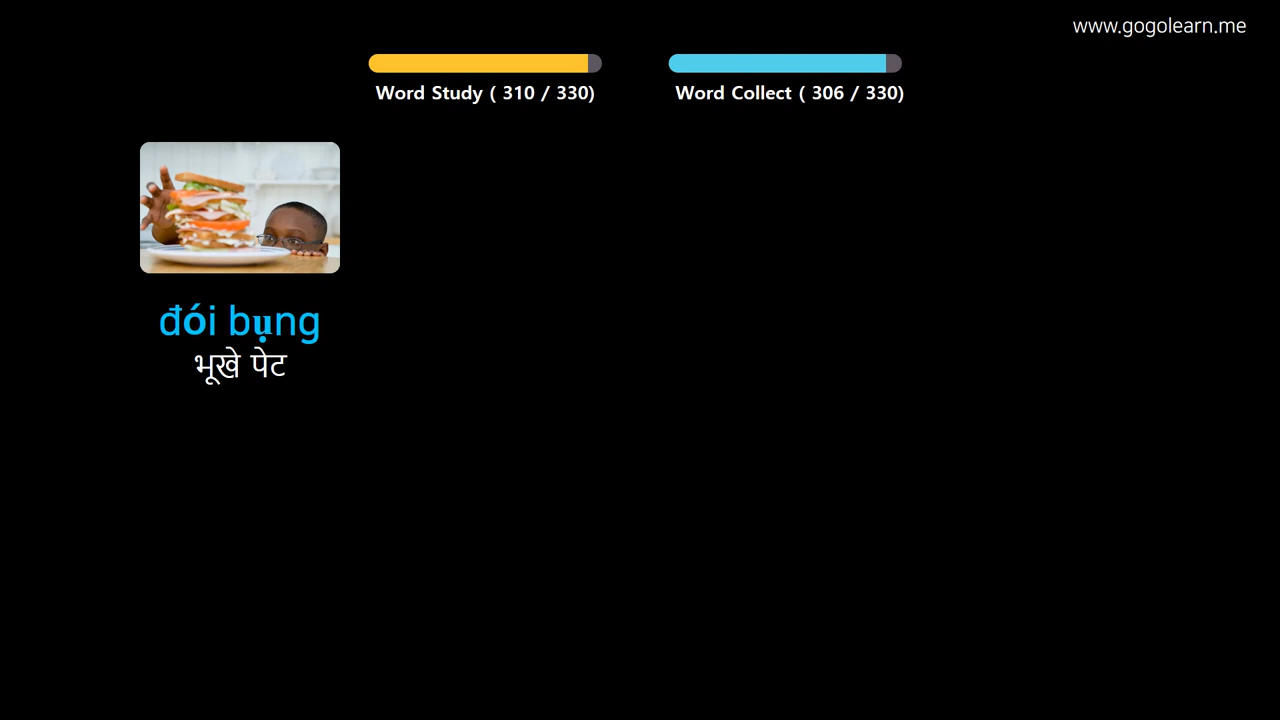 www.gogolearn.me
Word Study ( 310 / 330)
Word Collect ( 306 / 330)
đói bụng
भूखे पेट